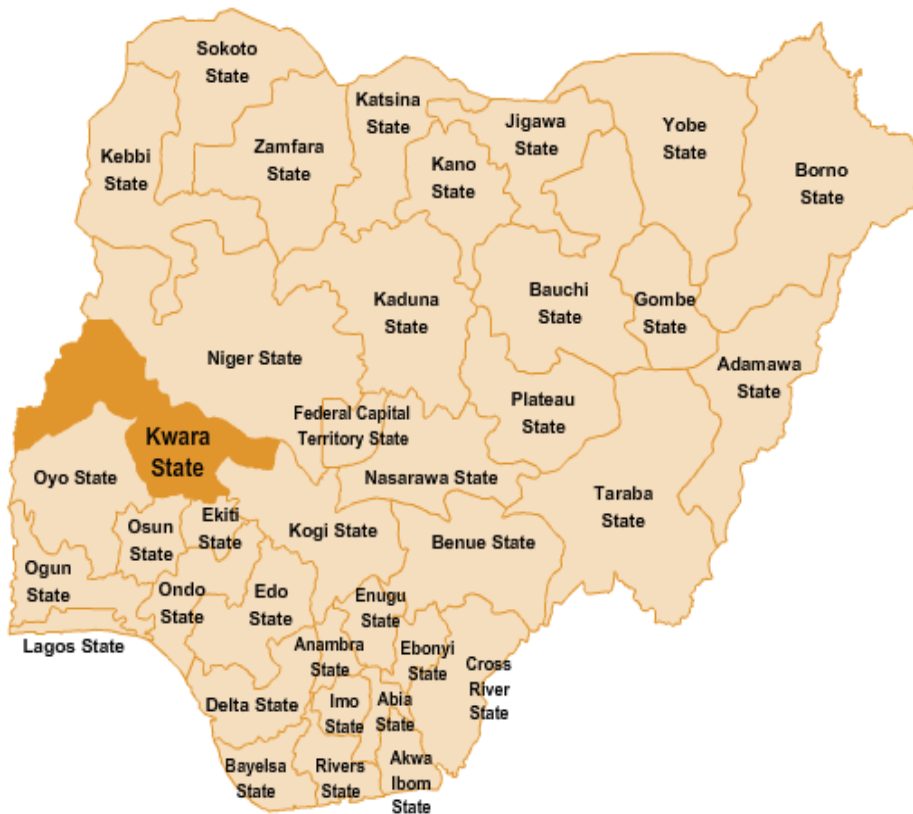 Sokoto
State
Kebbi
State
Zamfara
State
Katsina
State
Kano
State
Jigawa
State
Yobe
State
Borno
State
Niger State
Kaduna
State
Bauchi
State
Gombe
State
Adamawa
State
Kwara
State
Federal Capital
Territory State
Plateau
State
Nasarawa State
Taraba
State
Oyo State
Osun
State
Ekiti
State
Kogi State
Benue State
Ogun
State
Ondo
State
Edo
State
Enugu
State
Lagos State
Anambra
State
Ebonyi
State
Cross
River
State
Delta State
Imo
State
Abia
State
Bayelsa
State
Rivers
State
Akwa
Ibom
State